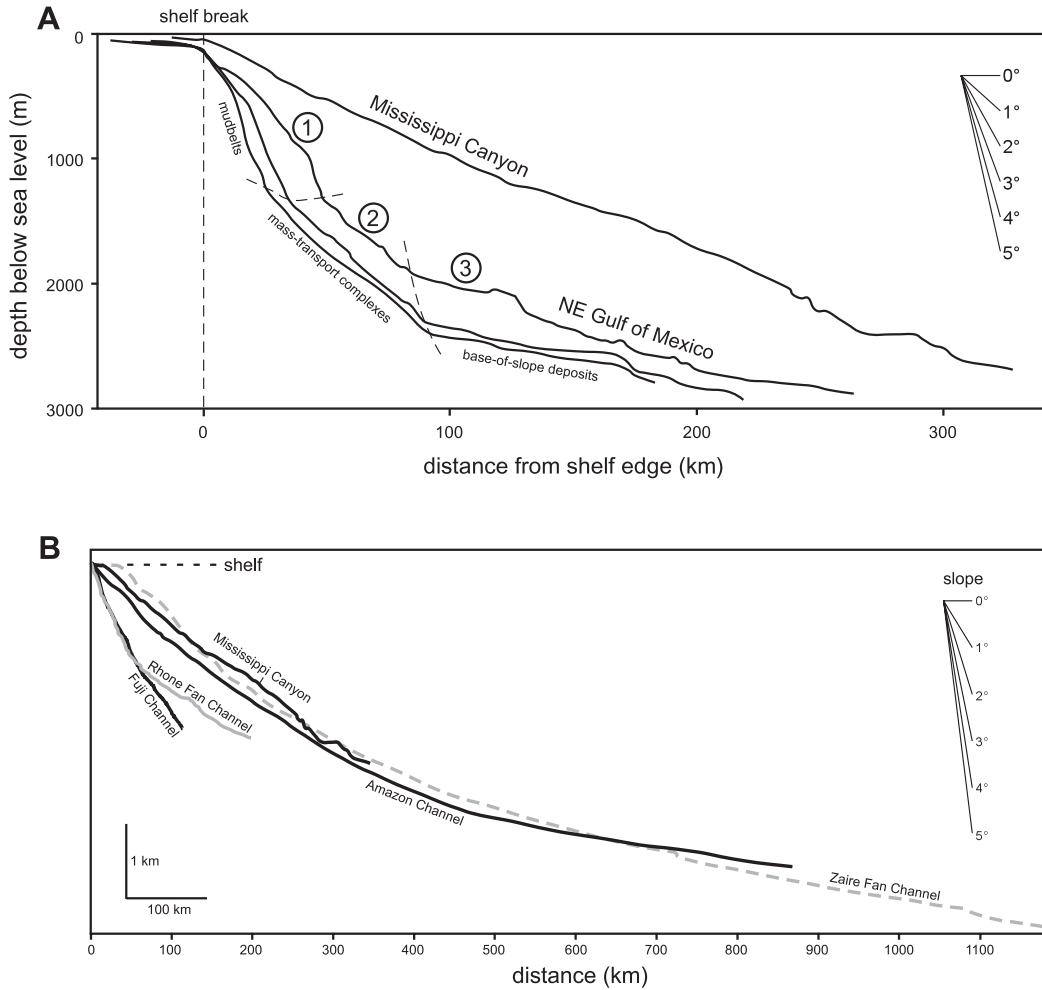 A
shelf break
0
1000
2000
3000
depth below sea level (m)
mudbelts
1
2
3
mass-transport complexes
base-of-slope deposits
Mississippi Canyon
NE Gulf of Mexico
0°
1°
2°
3°
4°
5°
0
100
200
300
distance from shelf edge (km)
B
shelf
slope
0°
1°
2°
3°
4°
5°
Mississippi Canyon
Rhone Fan Channel
Fuji Channel
Amazon Channel
Zaire Fan Channel
1 km
100 km
0
100
200
300
400
500
600
700
800
900
1000
1100
distance (km)